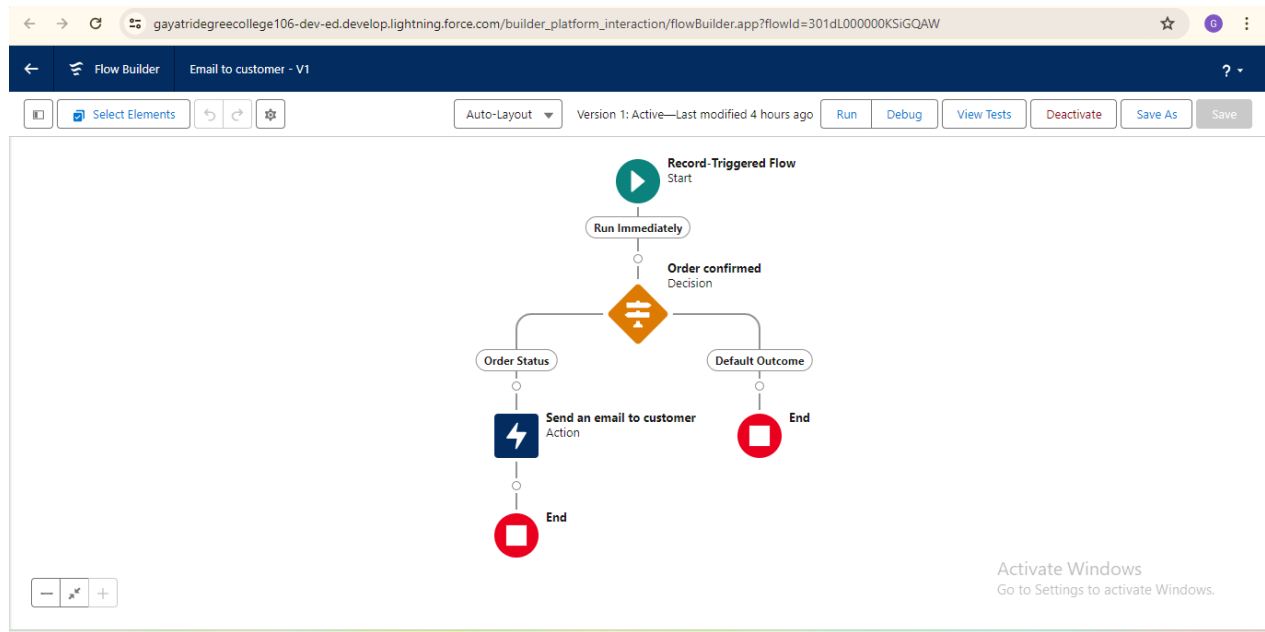 gayatridegreecollege106-dev-ed.develop.lightning.force.com/builder_platform_interaction/flowBuilder.app?flowId=301dL000000KSiGQAW
G
Flow Builder
Email to customer - V1
?
Select Elements
Auto-Layout
Version 1: Active—Last modified 4 hours ago
Run
Debug
View Tests
Deactivate
Save As
Save
Record-Triggered Flow
Start
Run Immediately
Order confirmed
Decision
Order Status
Default Outcome
Send an email to customer
Action
End
End
Activate Windows
Go to Settings to activate Windows.